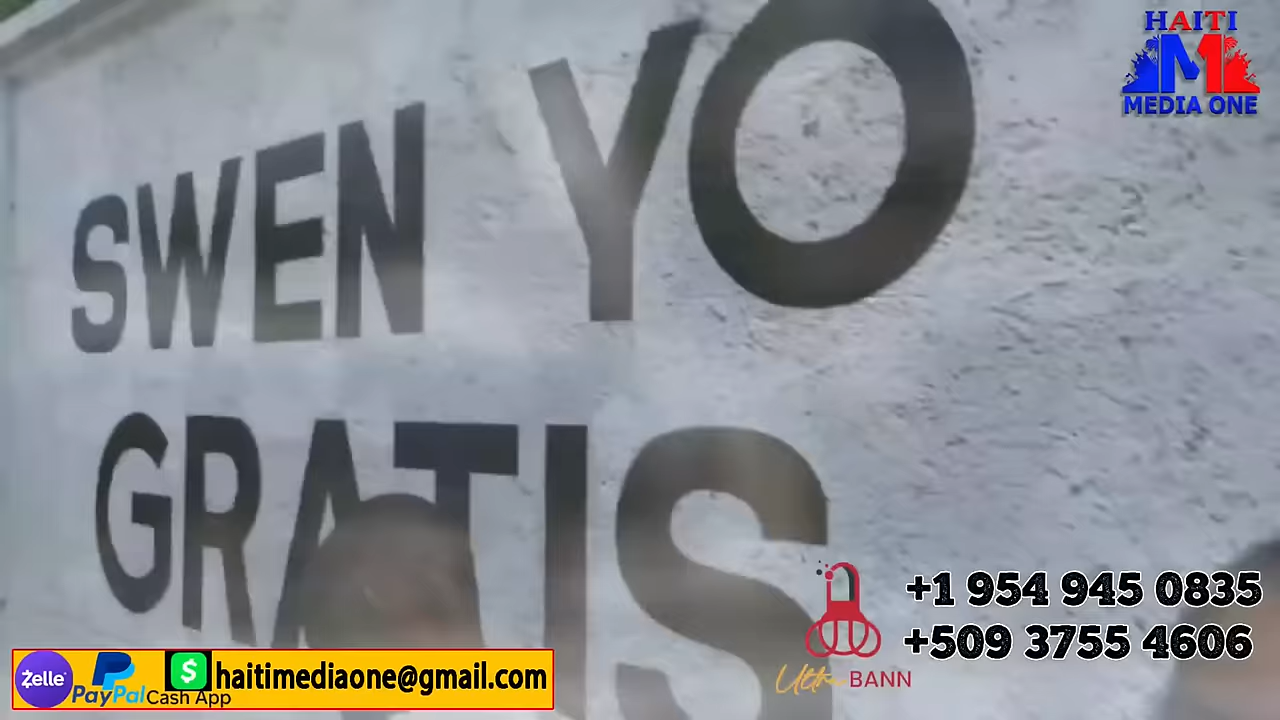 HAITI
M
MEDIA ONE
SWEN YO
GRATIS
+1 954 945 0835
+509 3755 4606
BANN
Zelle
PayPal
$
Cash App
haitimediaone@gmail.com